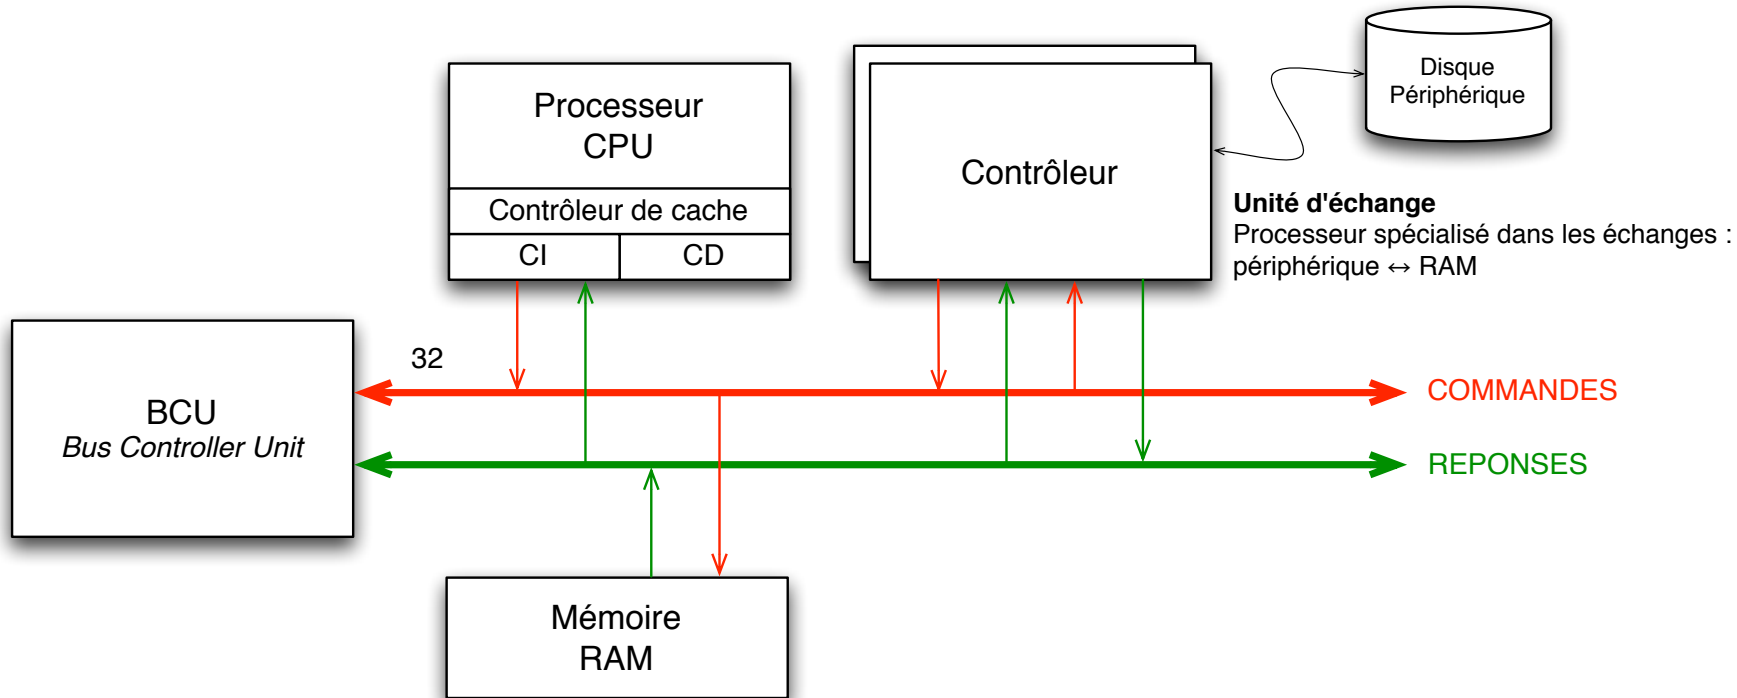 Disque
Périphérique
Processeur
CPU
Contrôleur de cache
CI
CD
Contrôleur
Unité d'échange
Processeur spécialisé dans les échanges :
périphérique ↔ RAM
32
BCU
Bus Controller Unit
COMMANDES
REPONSES
Mémoire
RAM